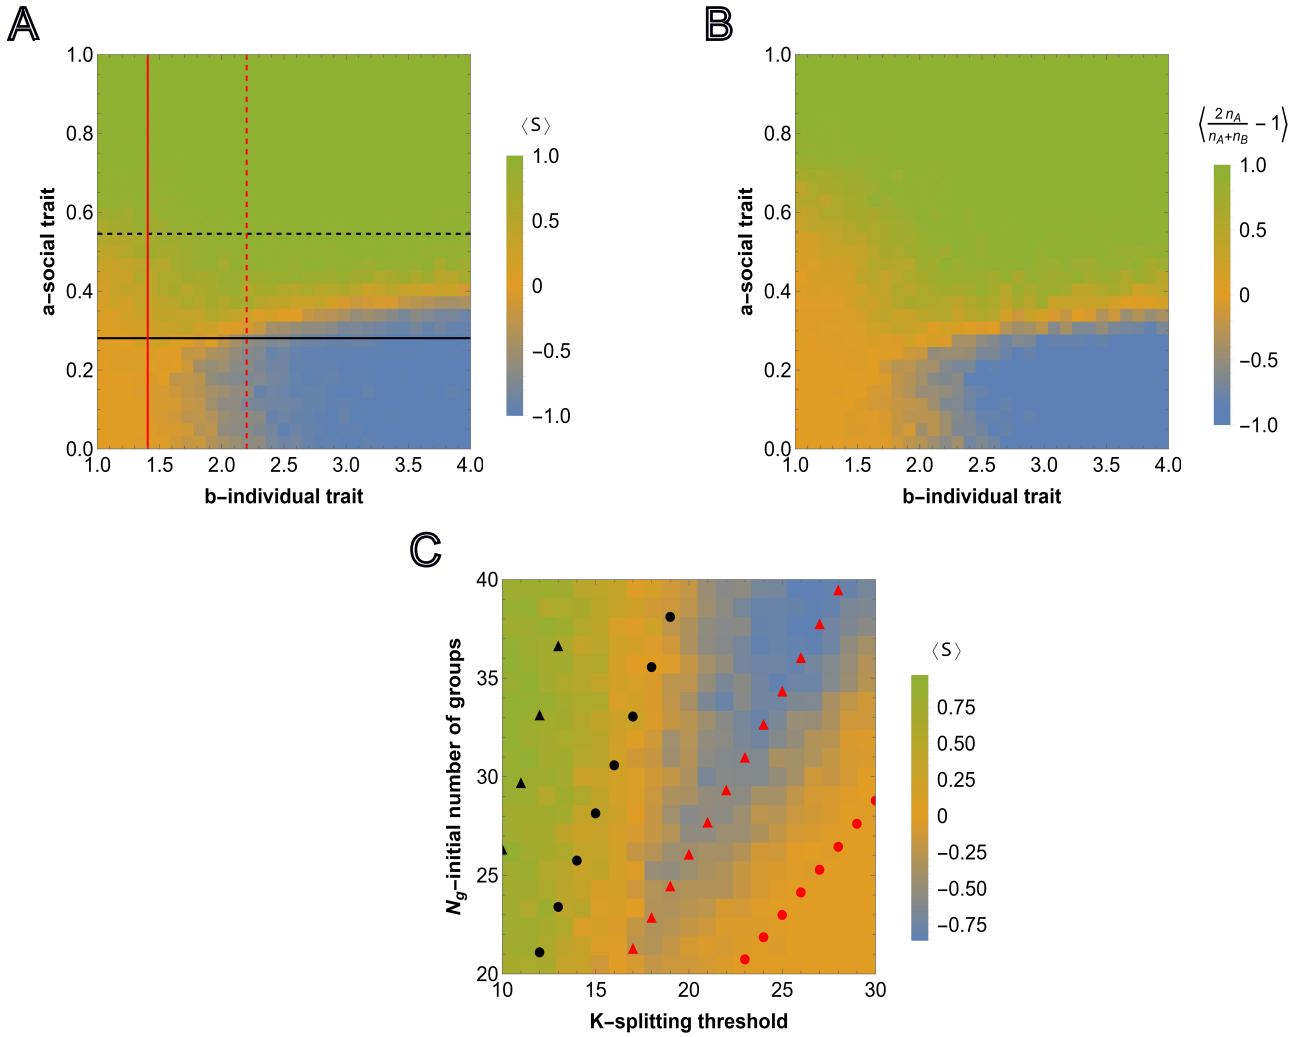 A
B
1.0
0.8
0.6
0.4
0.2
0.0
a-social trait
1.0 1.5 2.0 2.5 3.0 3.5 4.0
b-individual trait
⟨S⟩
1.0
0.5
0
-0.5
-1.0
1.0
0.8
0.6
0.4
0.2
0.0
a-social trait
1.0 1.5 2.0 2.5 3.0 3.5 4.0
b-individual trait
⟨2 n_A / n_A+n_B − 1⟩
1.0
0.5
0
-0.5
-1.0
C
40
35
30
25
20
N_g-initial number of groups
10 15 20 25 30
K-splitting threshold
⟨S⟩
0.75
0.50
0.25
0
-0.25
-0.50
-0.75